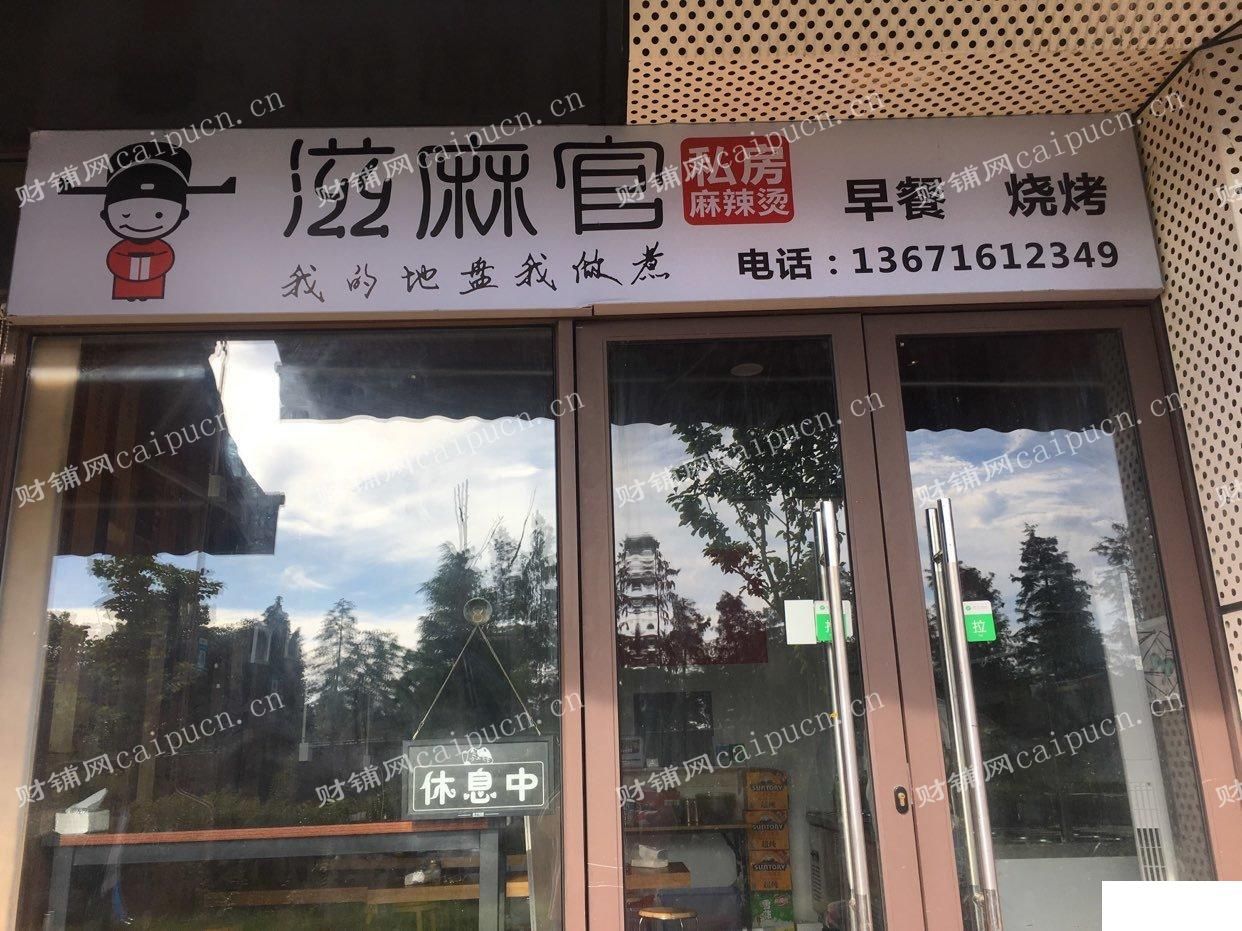 滋麻官
私房
麻辣烫
早餐 烧烤
我的地盘我做煮
电话：13671612349
休息中
拉
SUNTORY
SUNTORY
SUNTORY
财铺网caipucn.cn